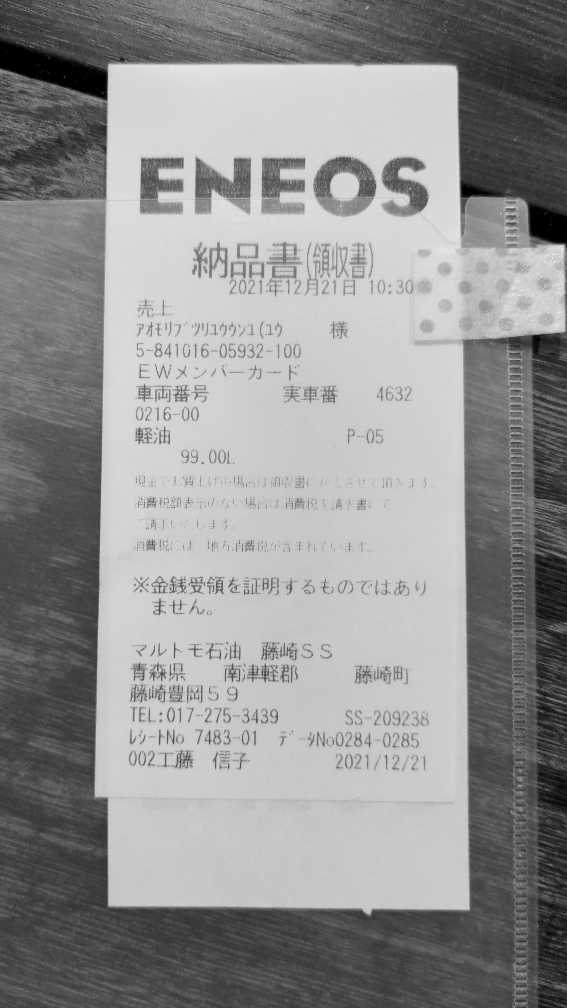 ENEOS
納品書(領収書)
2021年12月21日 10:30
売上
ｱｵﾓﾘﾌﾞﾂﾘﾕｳｳﾝﾕ(ﾕｳ 様
5-841016-05932-100
ＥＷメンバーカード
車両番号 実車番 4632
0216-00
軽油 P-05
99.00L
現金でお買上げの場合は領収書にかえさせて頂きます。
消費税額表示のない場合は消費税を請求書にて
ご請求いたします。
消費税には、地方消費税が含まれています。
※金銭受領を証明するものではあり
ません。
マルトモ石油 藤崎ＳＳ
青森県 南津軽郡 藤崎町
藤崎豊岡５９
TEL:017-275-3439 SS-209238
ﾚｼｰﾄNo 7483-01 ﾃﾞｰﾀNo0284-0285
002工藤 信子 2021/12/21